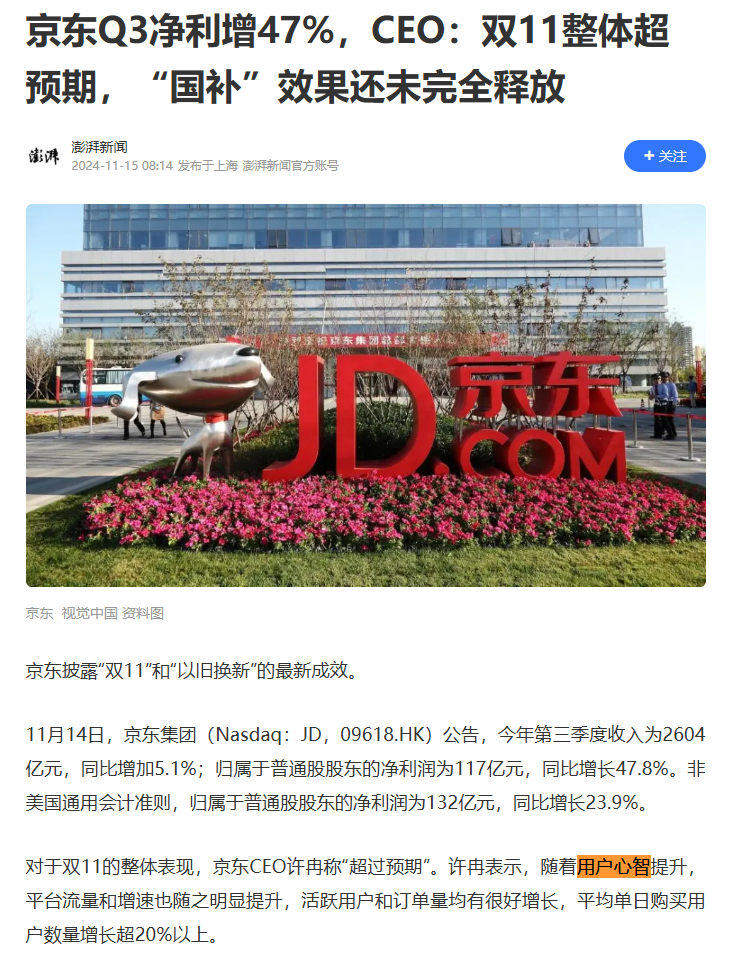 京东Q3净利增47%，CEO：双11整体超
预期，“国补”效果还未完全释放
澎湃
澎湃新闻
2024-11-15 08:14 发布于上海 澎湃新闻官方账号
+ 关注
京东集团总部
JD.京东
.COM
京东 视觉中国 资料图
京东披露“双11”和“以旧换新”的最新成效。
11月14日，京东集团（Nasdaq：JD，09618.HK）公告，今年第三季度收入为2604
亿元，同比增加5.1%；归属于普通股股东的净利润为117亿元，同比增长47.8%。非
美国通用会计准则，归属于普通股股东的净利润为132亿元，同比增长23.9%。
对于双11的整体表现，京东CEO许冉称“超过预期”。许冉表示，随着用户心智提升，
平台流量和增速也随之明显提升，活跃用户和订单量均有很好增长，平均单日购买用
户数量增长超20%以上。